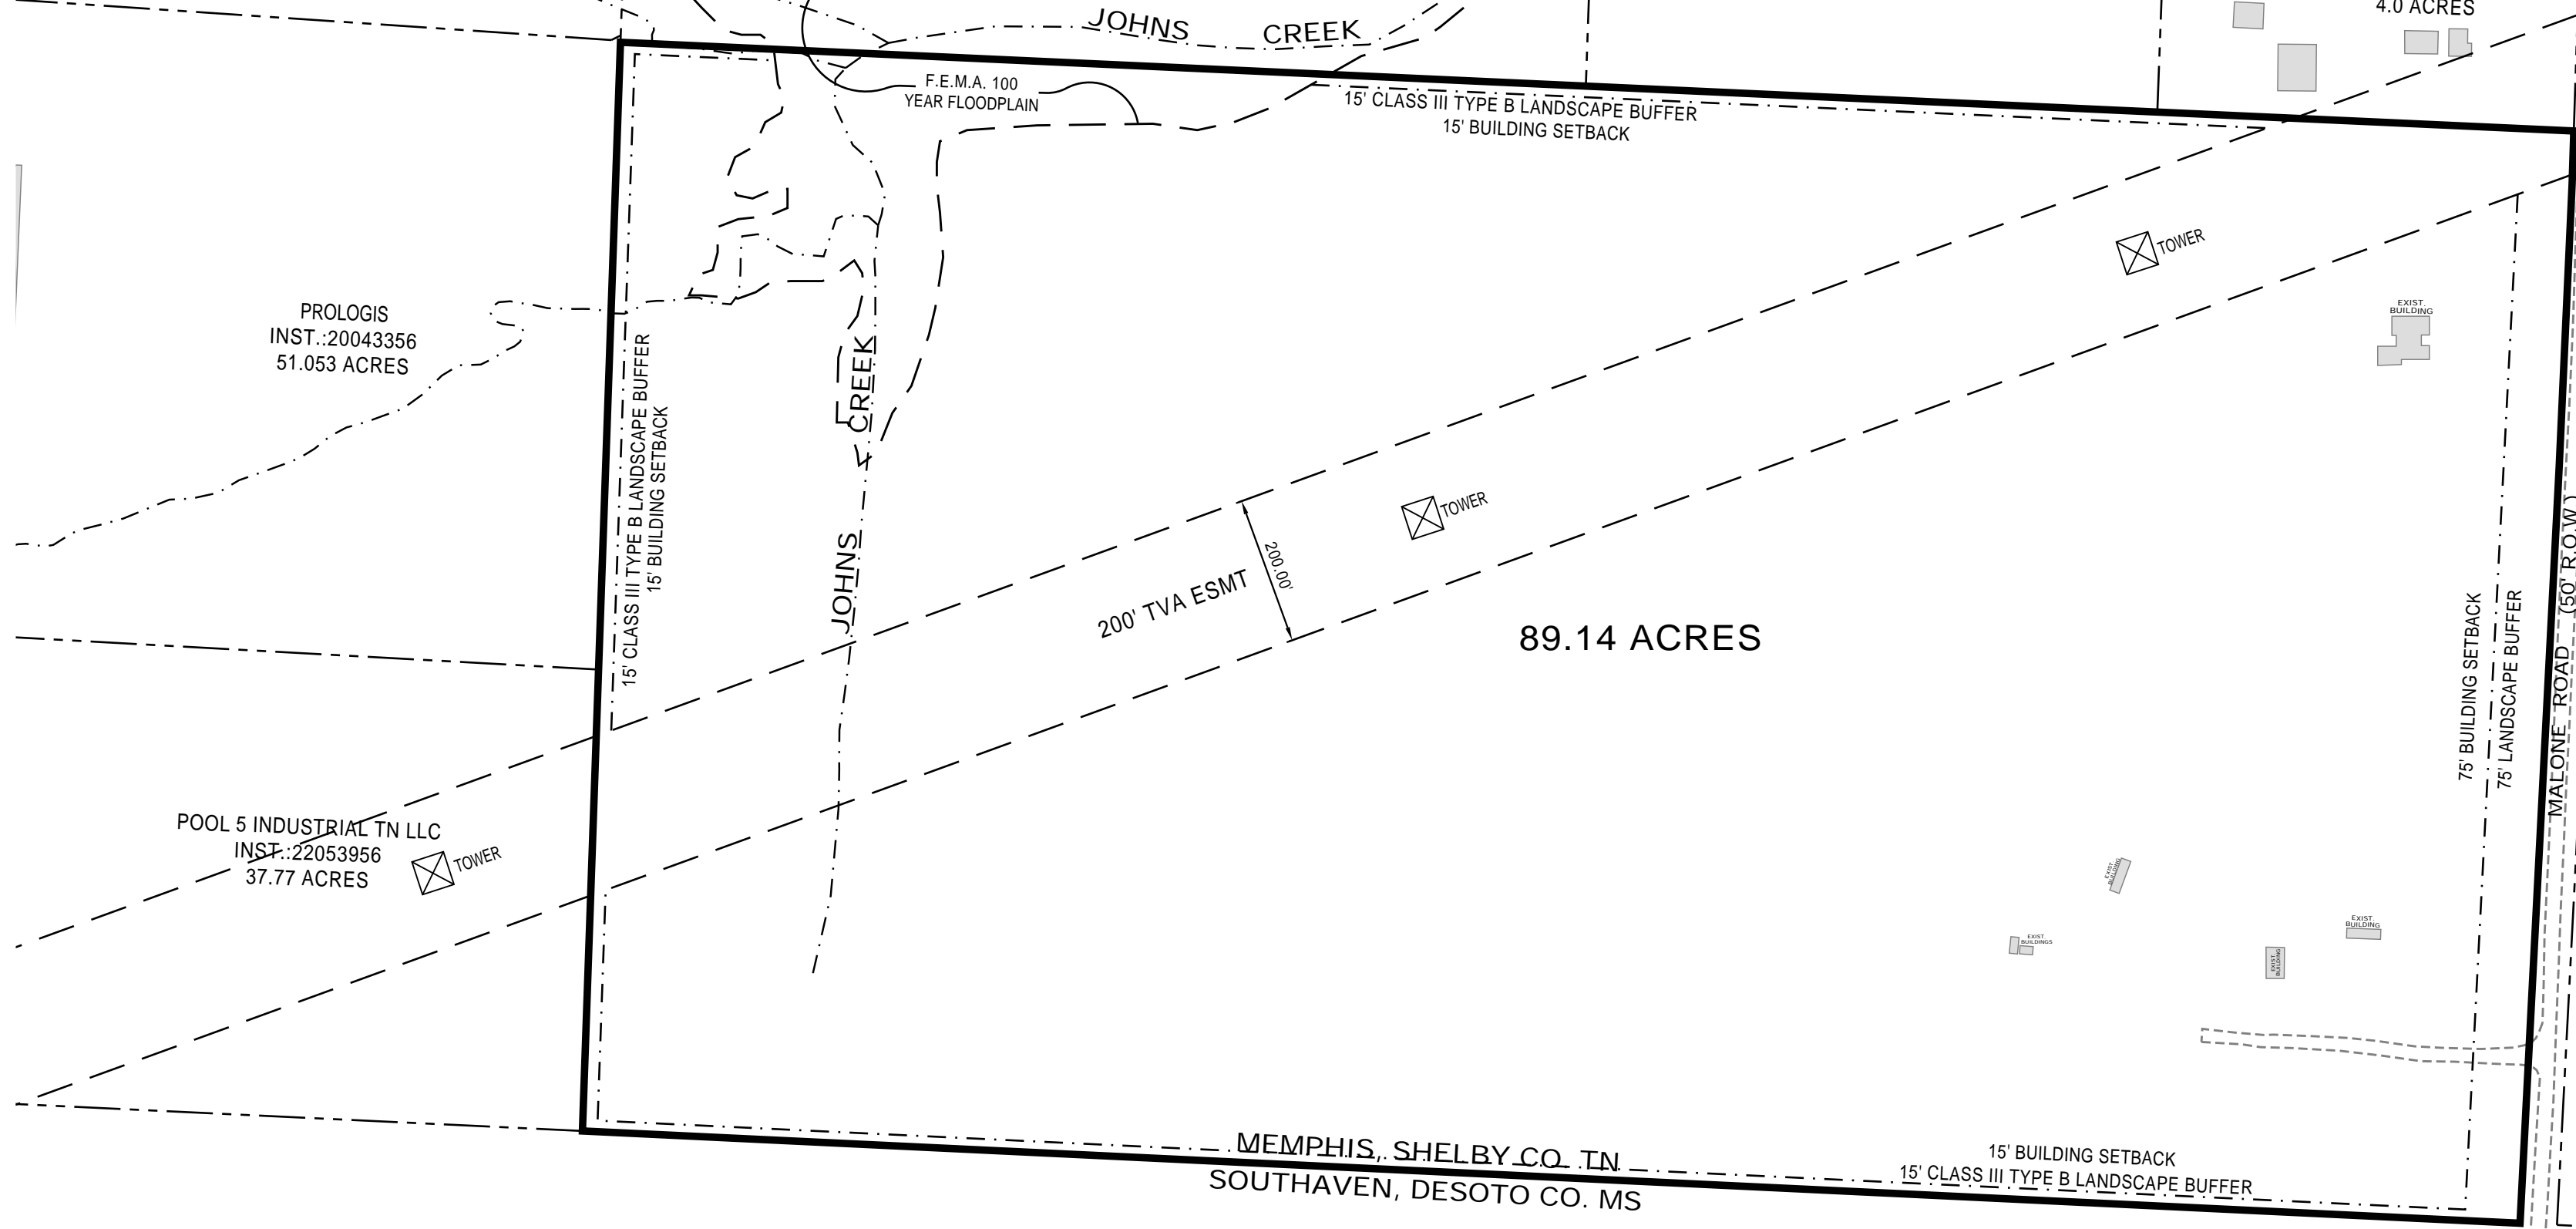 4.0 ACRES
JOHNS CREEK
F.E.M.A. 100
YEAR FLOODPLAIN
15' CLASS III TYPE B LANDSCAPE BUFFER
15' BUILDING SETBACK
TOWER
PROLOGIS
INST.:20043356
51.053 ACRES
EXIST.
BUILDING
15' CLASS III TYPE B LANDSCAPE BUFFER
15' BUILDING SETBACK
JOHNS CREEK
TOWER
200.00'
200' TVA ESMT
89.14 ACRES
75' BUILDING SETBACK
75' LANDSCAPE BUFFER
MALONE ROAD (50' R.O.W.)
POOL 5 INDUSTRIAL TN LLC
INST.:22053956
37.77 ACRES
TOWER
EXIST.
BUILDING
EXIST.
BUILDING
EXIST.
BUILDINGS
EXIST.
BUILDING
MEMPHIS, SHELBY CO. TN
SOUTHAVEN, DESOTO CO. MS
15' BUILDING SETBACK
15' CLASS III TYPE B LANDSCAPE BUFFER